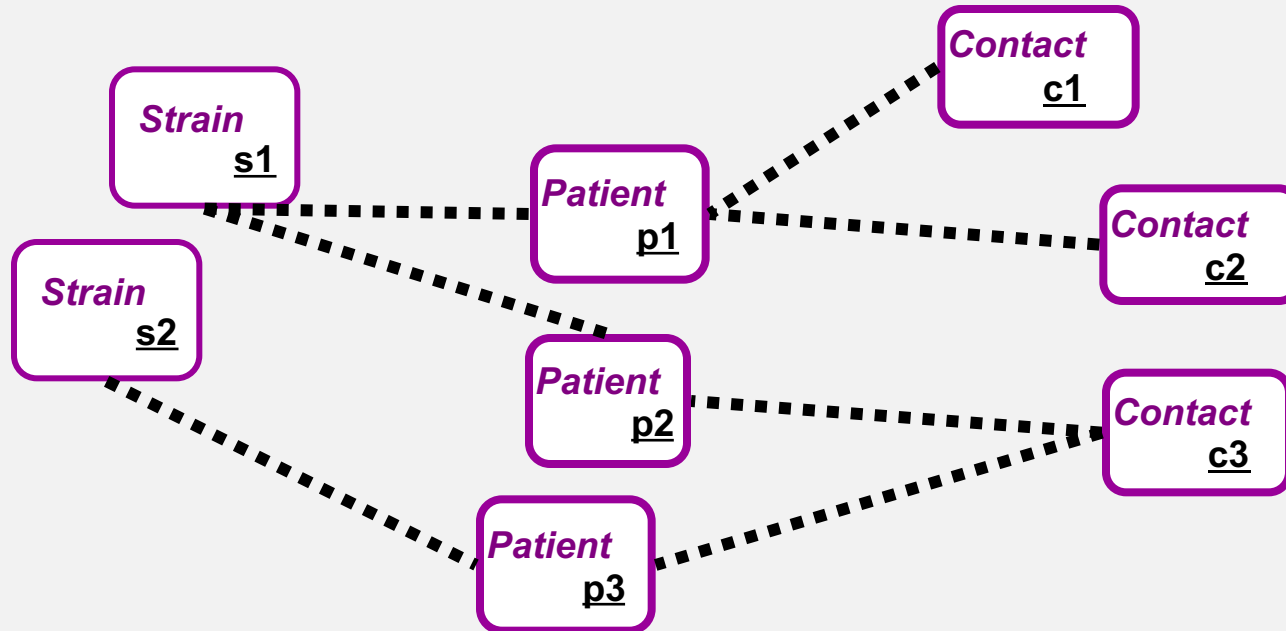 Strain
s1
Strain
s2
Patient
p1
Patient
p2
Patient
p3
Contact
c1
Contact
c2
Contact
c3